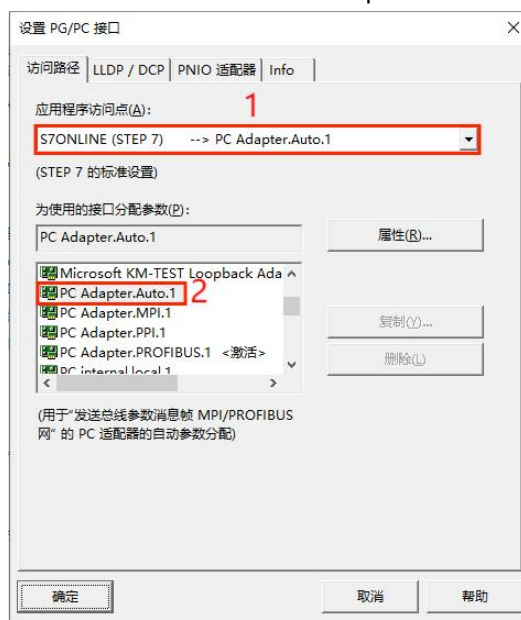 设置 PG/PC 接口
访问路径 LLDP / DCP PNIO 适配器 Info
应用程序访问点(A):
1
S7ONLINE (STEP 7) --> PC Adapter.Auto.1
(STEP 7 的标准设置)
为使用的接口分配参数(P):
PC Adapter.Auto.1
属性(R)...
Microsoft KM-TEST Loopback Ada
PC Adapter.Auto.1
2
PC Adapter.MPI.1
PC Adapter.PPI.1
PC Adapter.PROFIBUS.1 <激活>
PC internal local 1
复制(Y)...
删除(L)
(用于“发送总线参数消息帧 MPI/PROFIBUS
网” 的 PC 适配器的自动参数分配)
确定
取消
帮助